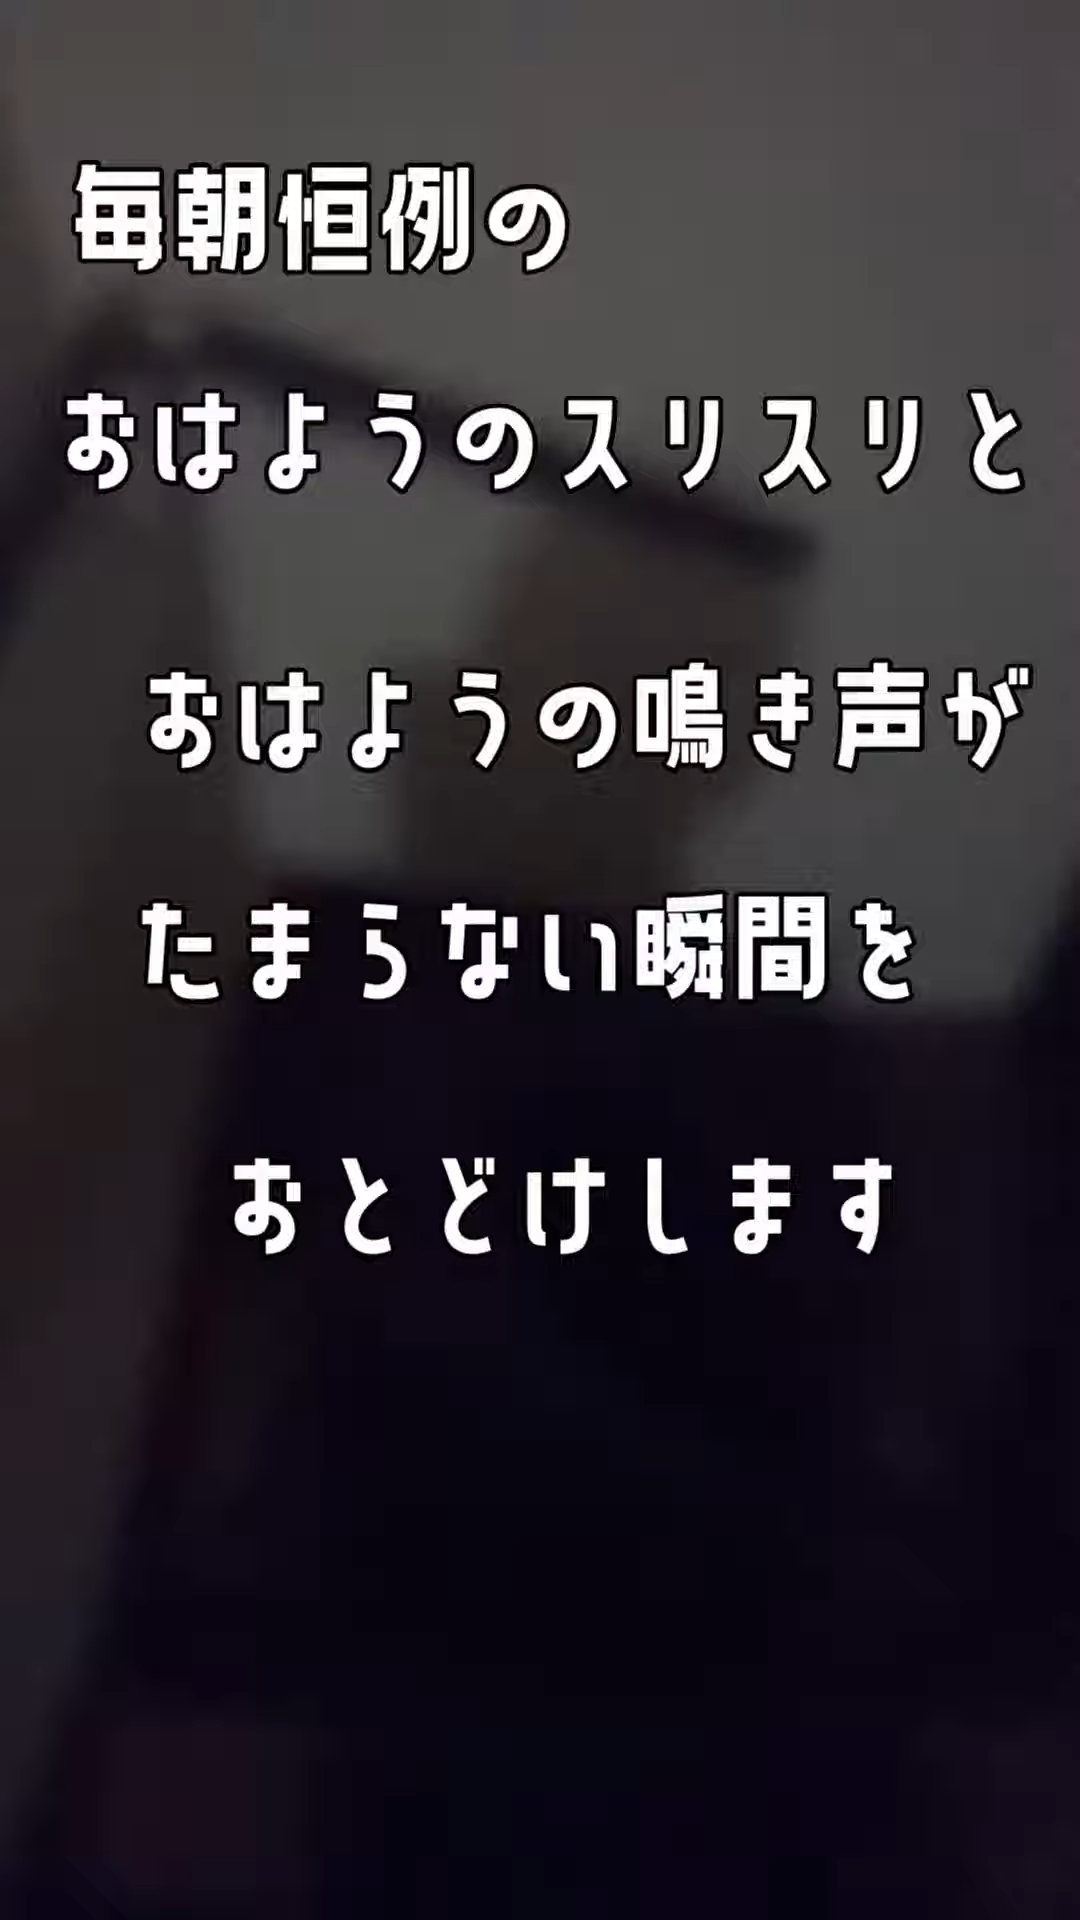 毎朝恒例の
おはようのスリスリと
おはようの鳴き声が
たまらない瞬間を
おとどけします